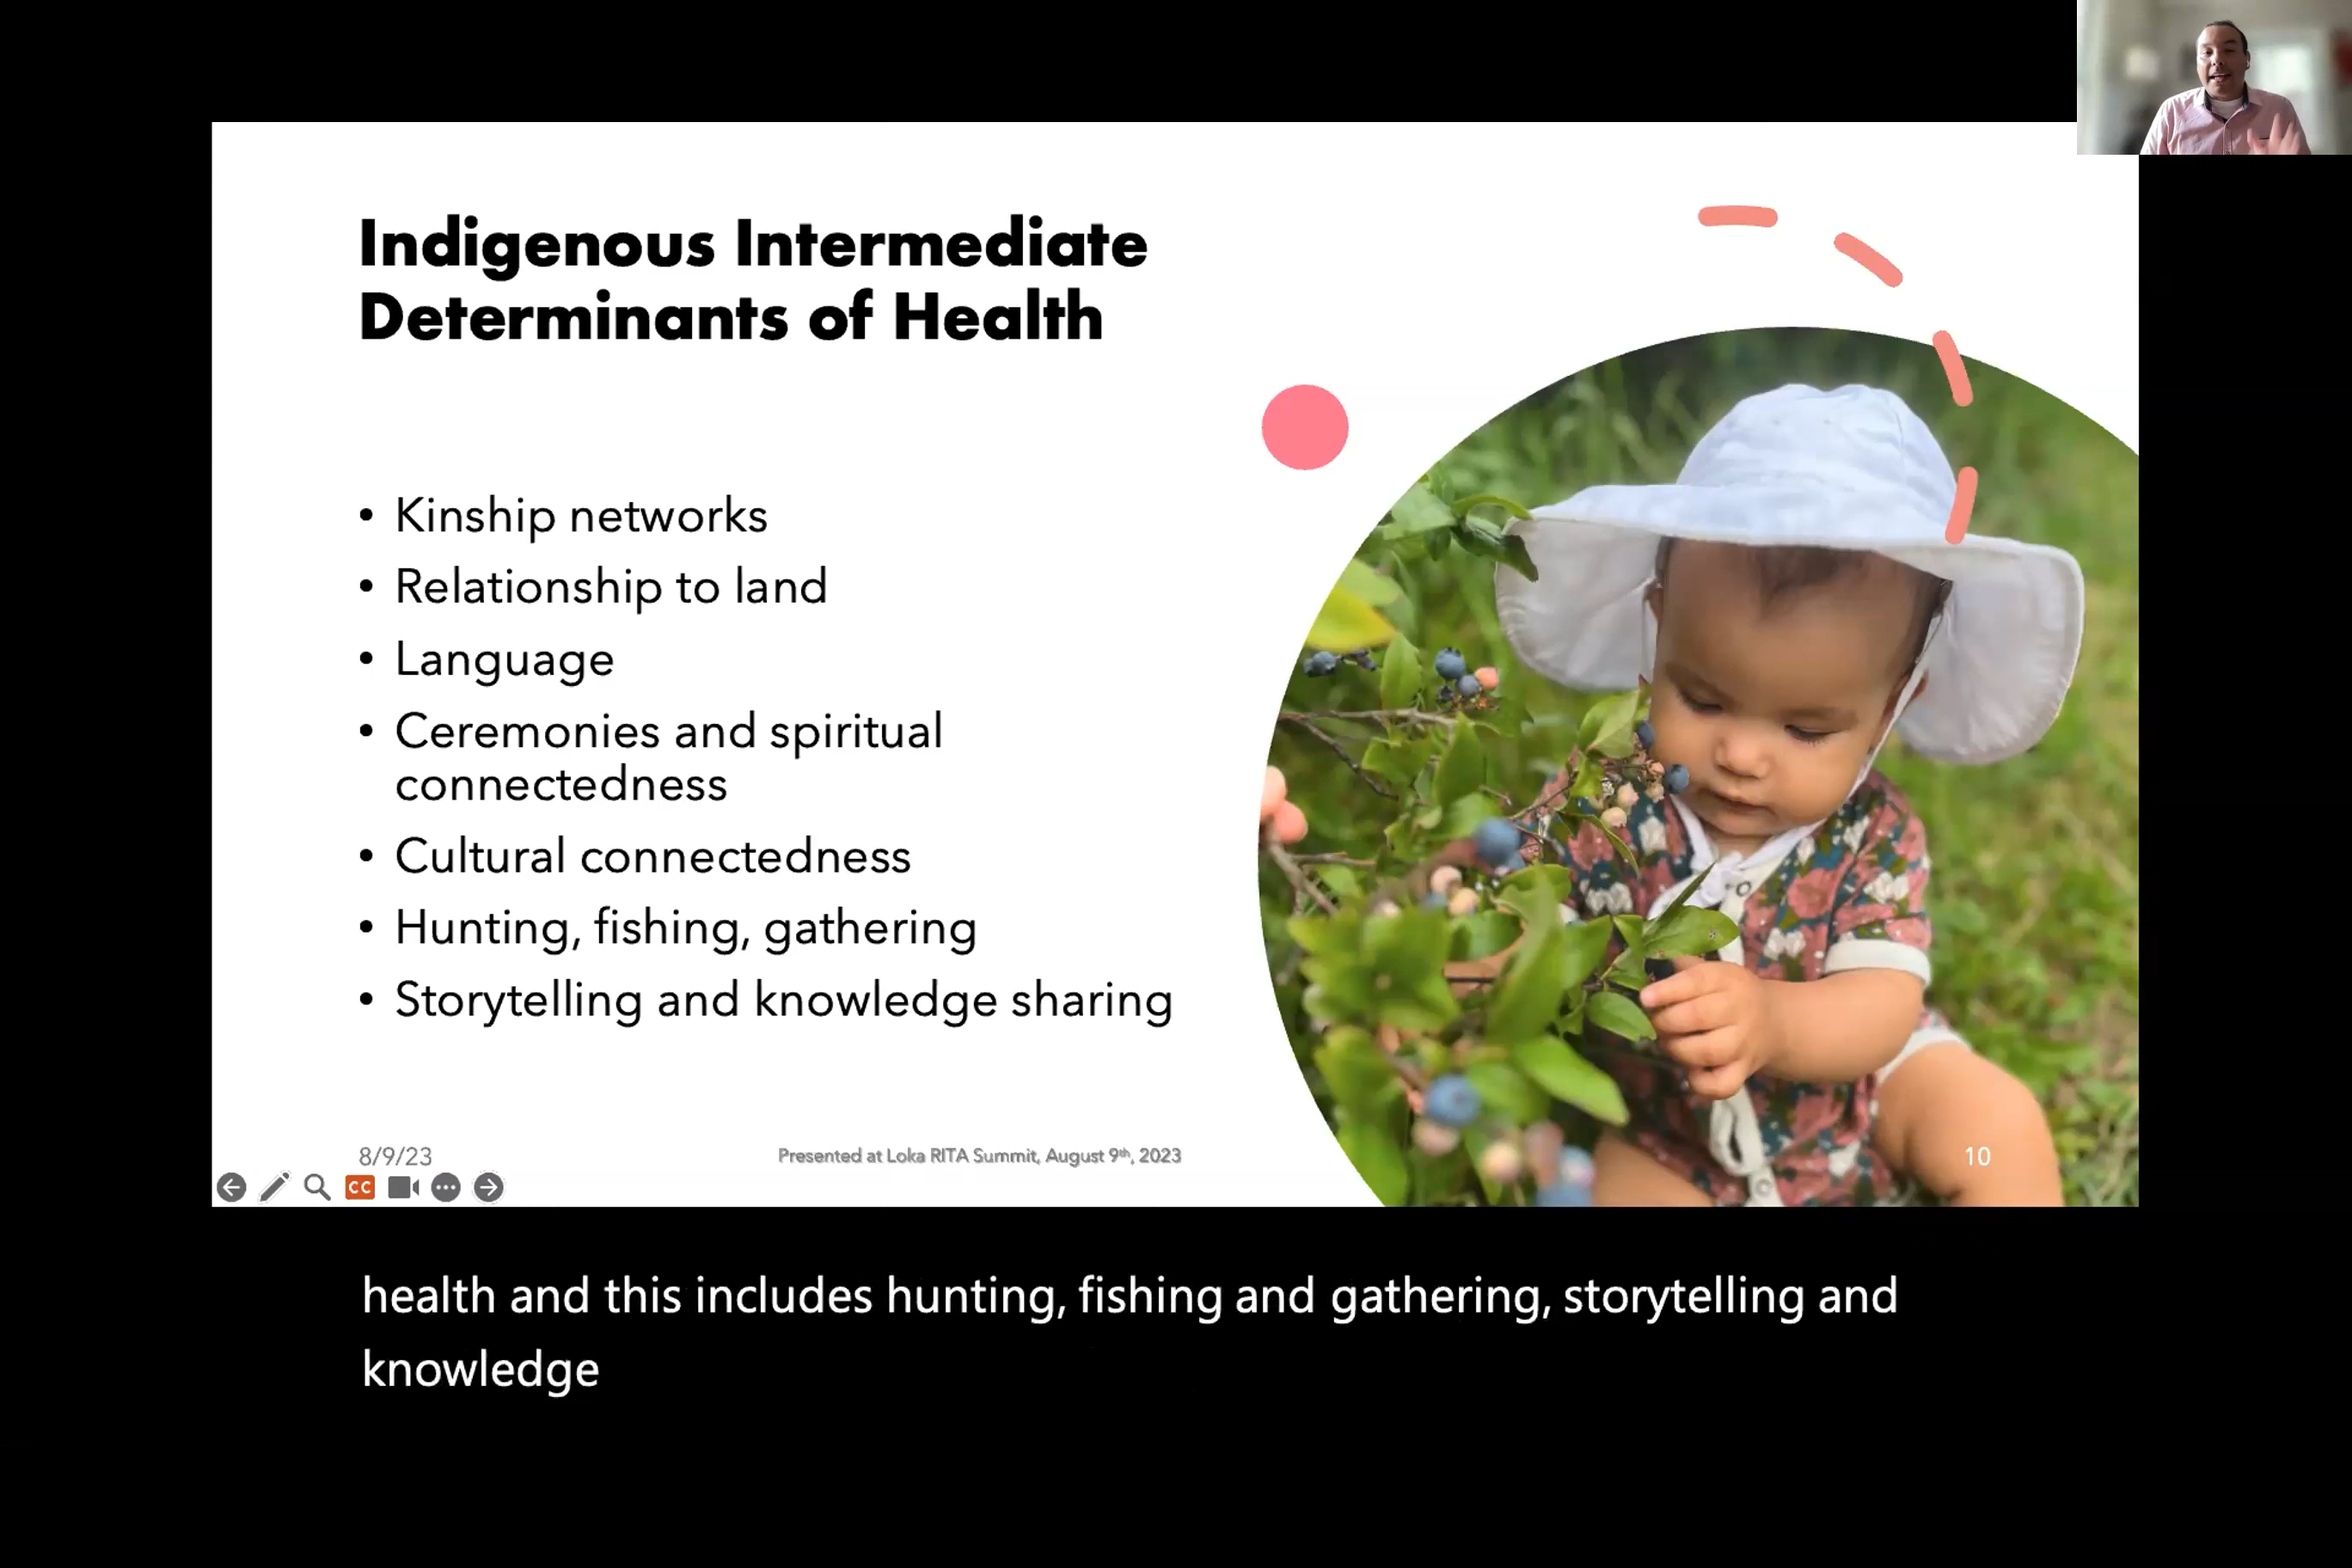 Indigenous Intermediate
Determinants of Health
• Kinship networks
• Relationship to land
• Language
• Ceremonies and spiritual
connectedness
• Cultural connectedness
• Hunting, fishing, gathering
• Storytelling and knowledge sharing
8/9/23
Presented at Loka RITA Summit, August 9th, 2023
10
CC
health and this includes hunting, fishing and gathering, storytelling and
knowledge